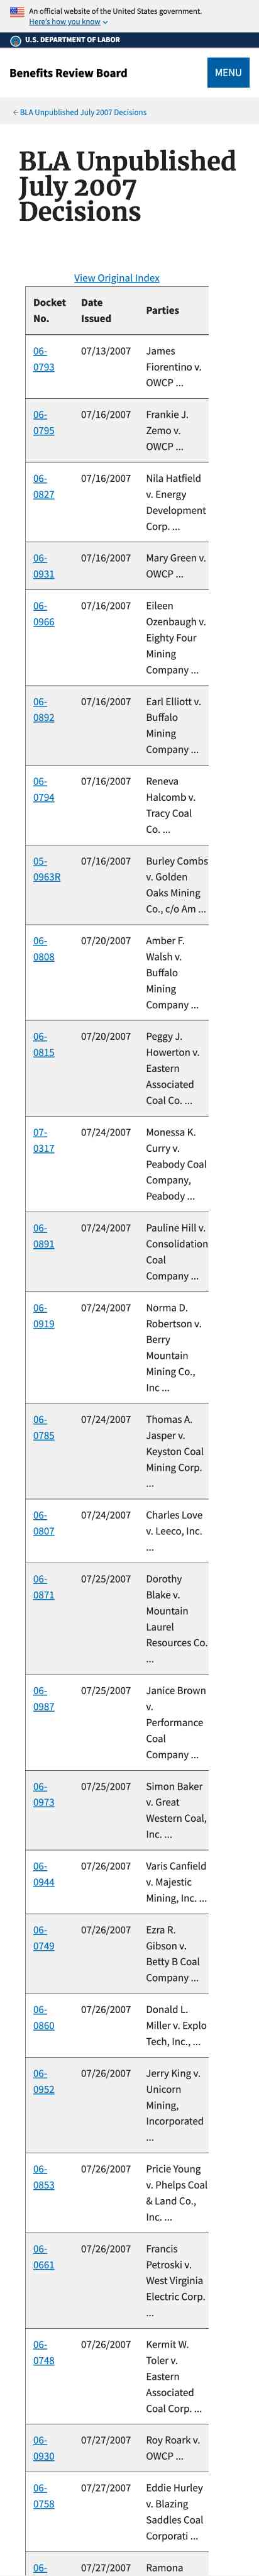 An official website of the United States government.
Here's how you know
U.S. DEPARTMENT OF LABOR
Benefits Review Board
MENU
← BLA Unpublished July 2007 Decisions
BLA Unpublished
July 2007
Decisions
View Original Index
Docket No. Date Issued Parties
06-0793 07/13/2007 James Fiorentino v. OWCP ...
06-0795 07/16/2007 Frankie J. Zemo v. OWCP ...
06-0827 07/16/2007 Nila Hatfield v. Energy Development Corp. ...
06-0931 07/16/2007 Mary Green v. OWCP ...
06-0966 07/16/2007 Eileen Ozenbaugh v. Eighty Four Mining Company ...
06-0892 07/16/2007 Earl Elliott v. Buffalo Mining Company ...
06-0794 07/16/2007 Reneva Halcomb v. Tracy Coal Co. ...
05-0963R 07/16/2007 Burley Combs v. Golden Oaks Mining Co., c/o Am ...
06-0808 07/20/2007 Amber F. Walsh v. Buffalo Mining Company ...
06-0815 07/20/2007 Peggy J. Howerton v. Eastern Associated Coal Co. ...
07-0317 07/24/2007 Monessa K. Curry v. Peabody Coal Company, Peabody ...
06-0891 07/24/2007 Pauline Hill v. Consolidation Coal Company ...
06-0919 07/24/2007 Norma D. Robertson v. Berry Mountain Mining Co., Inc ...
06-0785 07/24/2007 Thomas A. Jasper v. Keyston Coal Mining Corp. ...
06-0807 07/24/2007 Charles Love v. Leeco, Inc. ...
06-0871 07/25/2007 Dorothy Blake v. Mountain Laurel Resources Co. ...
06-0987 07/25/2007 Janice Brown v. Performance Coal Company ...
06-0973 07/25/2007 Simon Baker v. Great Western Coal, Inc. ...
06-0944 07/26/2007 Varis Canfield v. Majestic Mining, Inc. ...
06-0749 07/26/2007 Ezra R. Gibson v. Betty B Coal Company ...
06-0860 07/26/2007 Donald L. Miller v. Explo Tech, Inc., ...
06-0952 07/26/2007 Jerry King v. Unicorn Mining, Incorporated ...
06-0853 07/26/2007 Pricie Young v. Phelps Coal & Land Co., Inc. ...
06-0661 07/26/2007 Francis Petroski v. West Virginia Electric Corp. ...
06-0748 07/26/2007 Kermit W. Toler v. Eastern Associated Coal Corp. ...
06-0930 07/27/2007 Roy Roark v. OWCP ...
06-0758 07/27/2007 Eddie Hurley v. Blazing Saddles Coal Corporati ...
06- 07/27/2007 Ramona